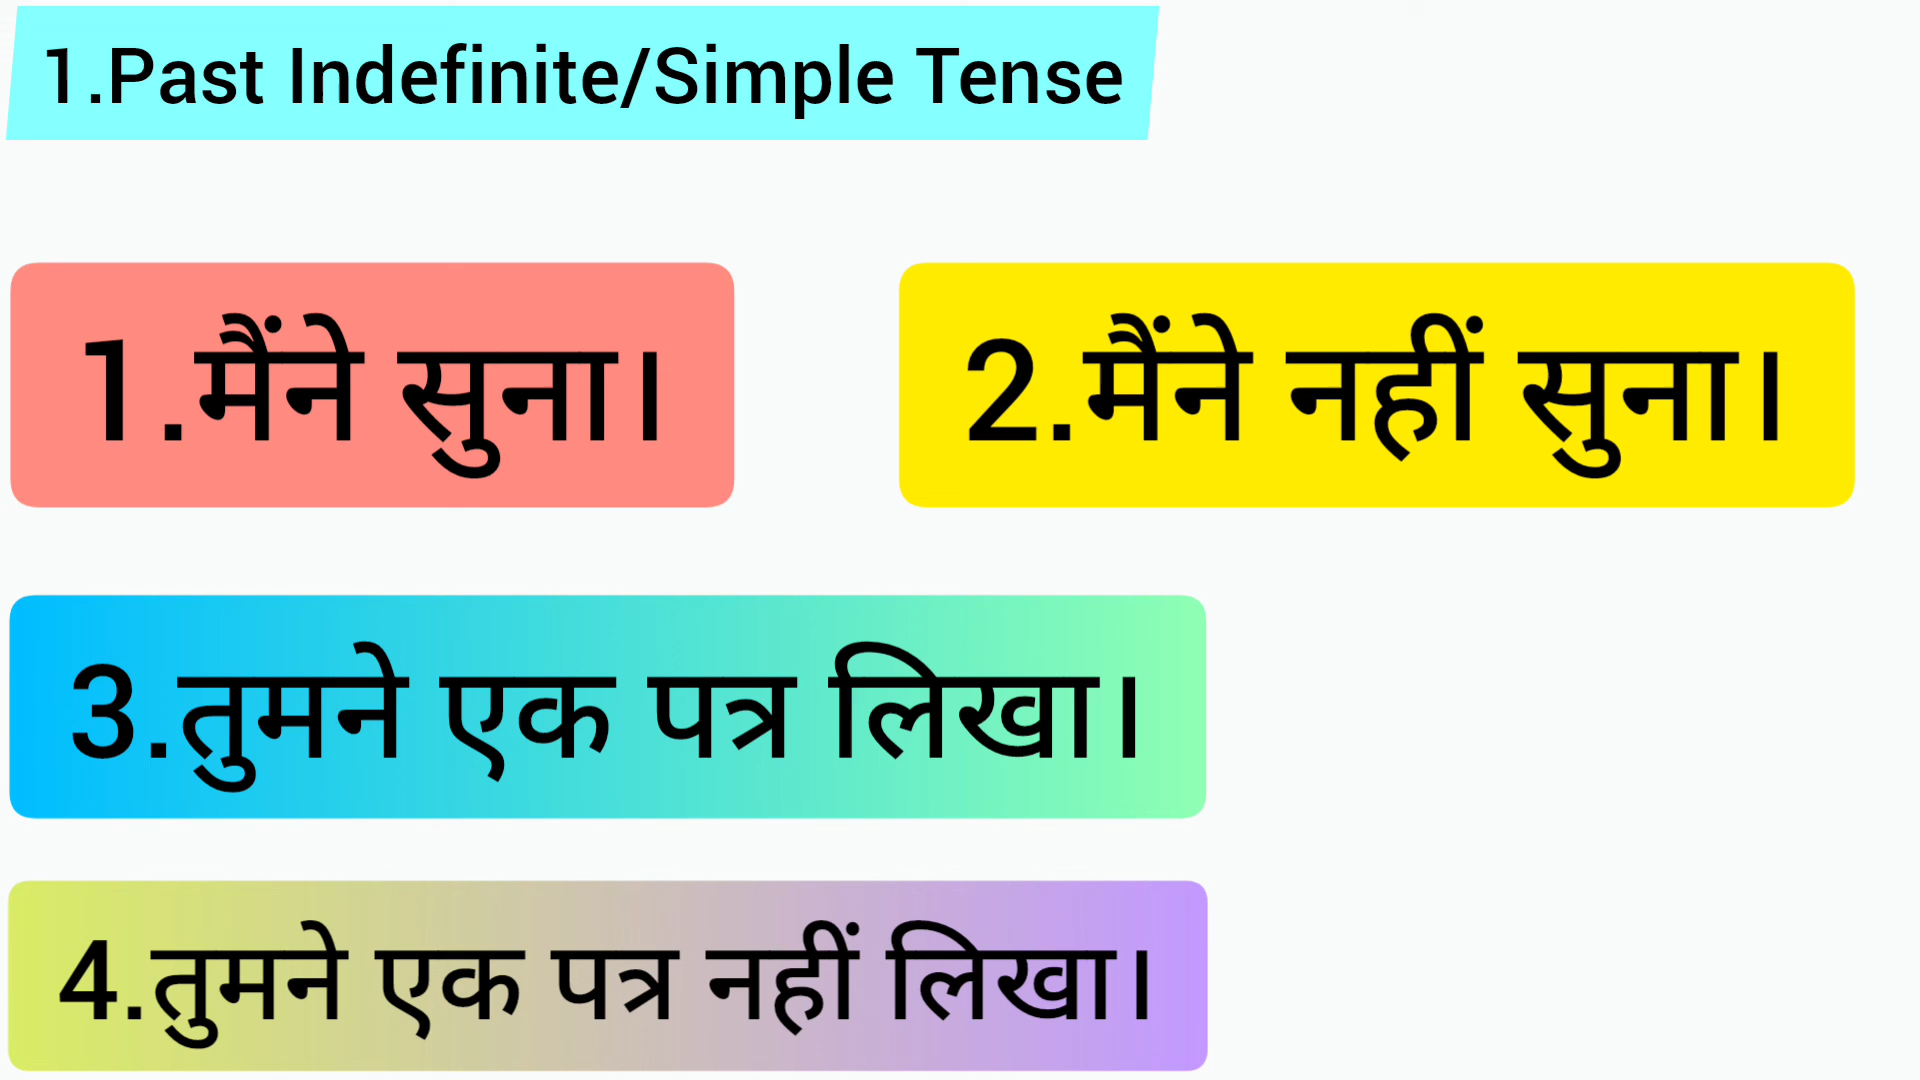 1.Past Indefinite/Simple Tense
1.मैंने सुना।
2.मैंने नहीं सुना।
3.तुमने एक पत्र लिखा।
4.तुमने एक पत्र नहीं लिखा।